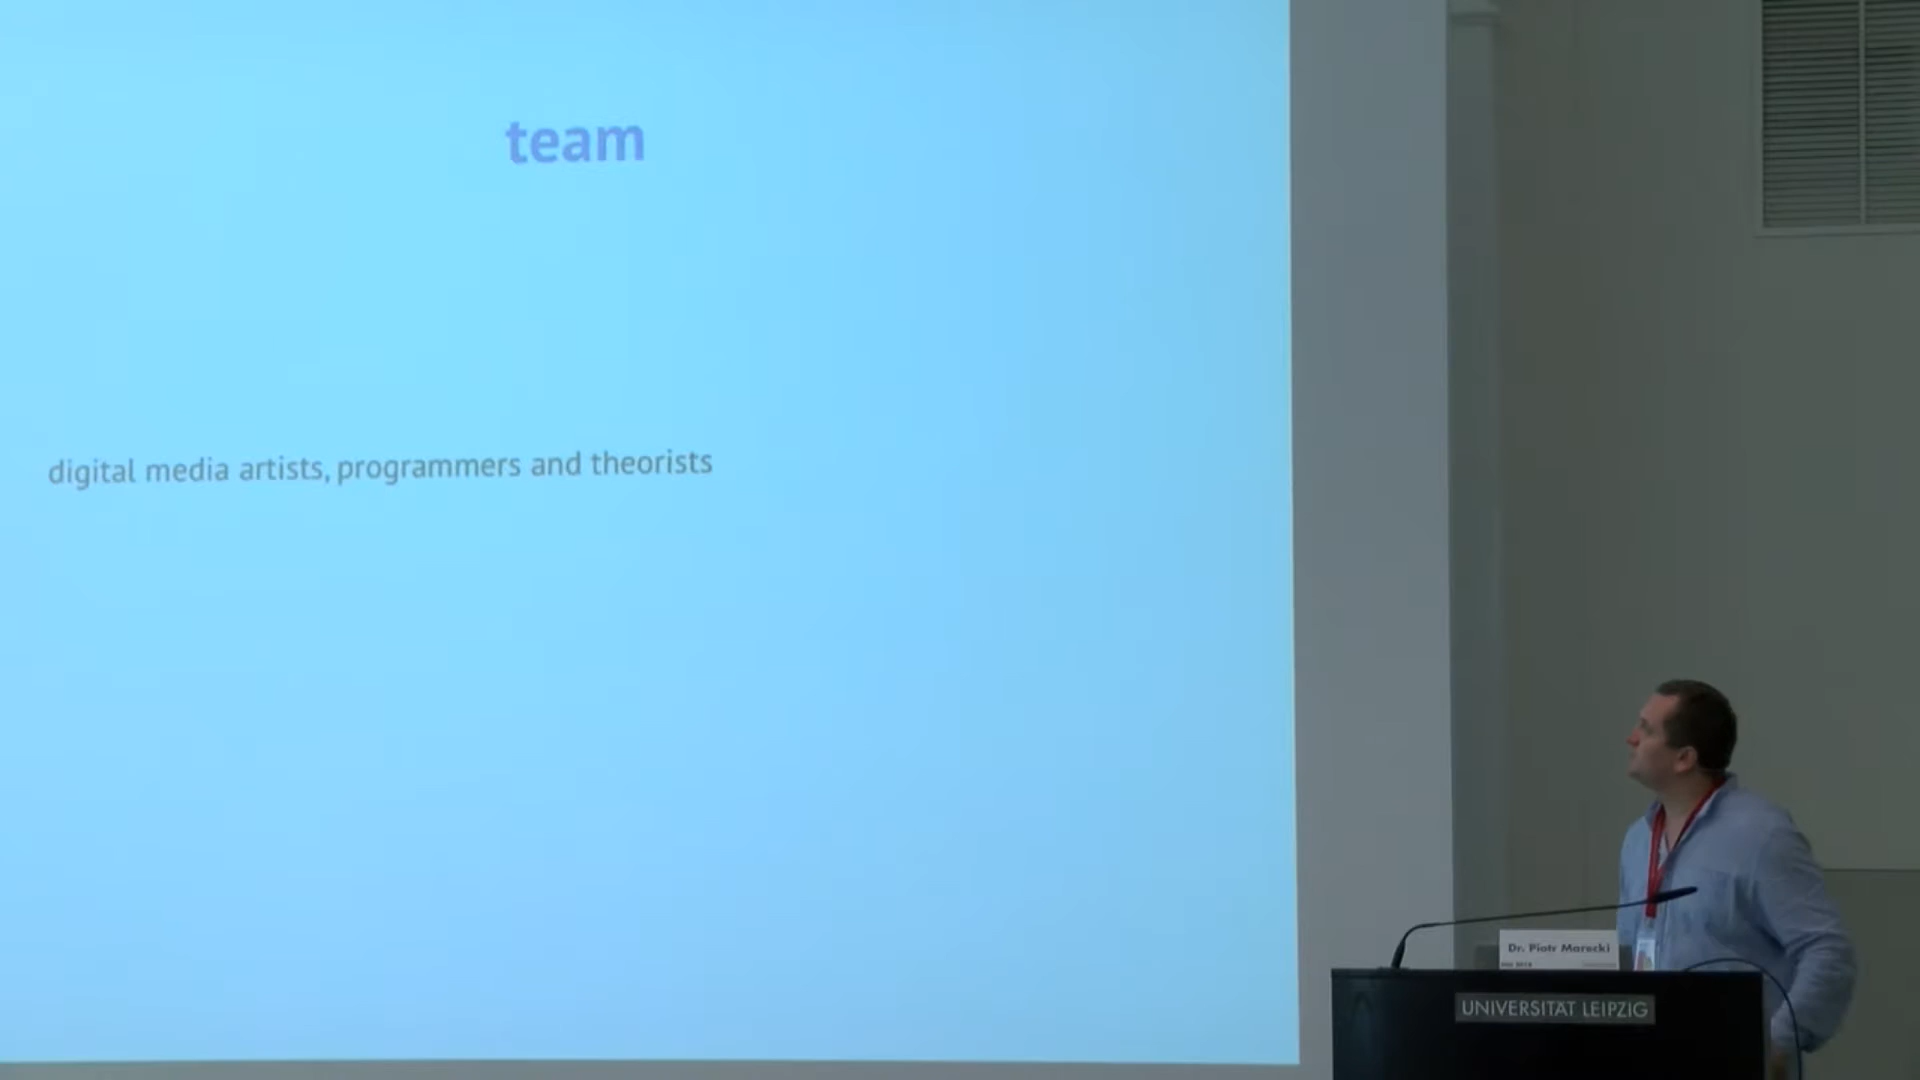 team
digital media artists, programmers and theorists
Dr. Piotr Marecki
UNIVERSITÄT LEIPZIG